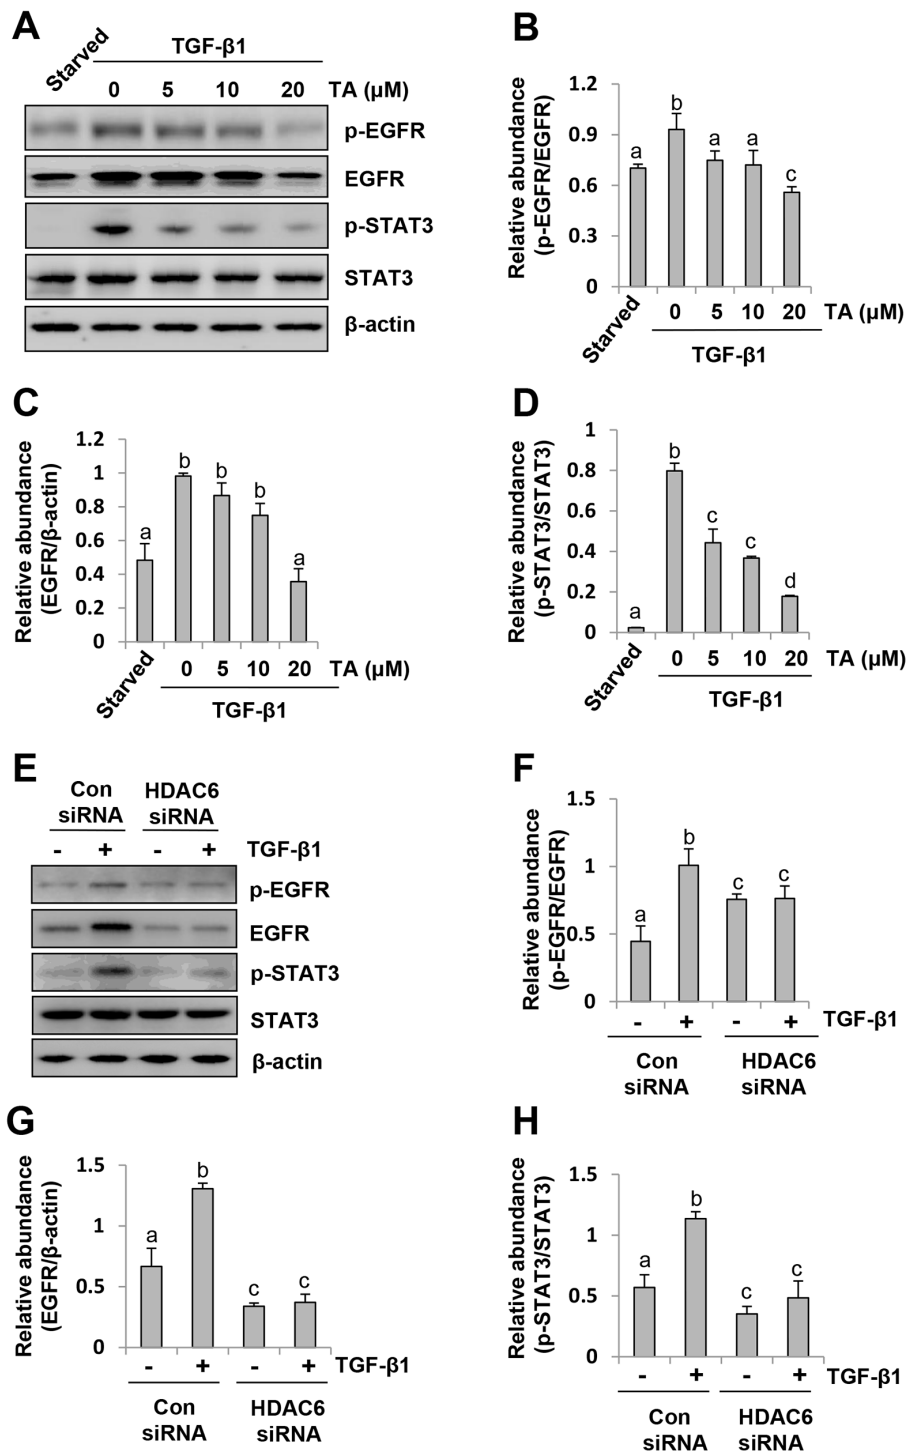 A
Starved
TGF-β1
0 5 10 20 TA (μM)
p-EGFR
EGFR
p-STAT3
STAT3
β-actin
B
Relative abundance
(p-EGFR/EGFR)
1.2
0.9
0.6
0.3
0
a b a a c
Starved 0 5 10 20 TA (μM)
TGF-β1
C
Relative abundance
(EGFR/β-actin)
1.2
1
0.8
0.6
0.4
0.2
0
a b b b a
Starved 0 5 10 20 TA (μM)
TGF-β1
D
Relative abundance
(p-STAT3/STAT3)
1
0.8
0.6
0.4
0.2
0
a b c c d
Starved 0 5 10 20 TA (μM)
TGF-β1
E
Con HDAC6
siRNA siRNA
- + - + TGF-β1
p-EGFR
EGFR
p-STAT3
STAT3
β-actin
F
Relative abundance
(p-EGFR/EGFR)
1.5
1
0.5
0
a b c c
- + - + TGF-β1
Con HDAC6
siRNA siRNA
G
Relative abundance
(EGFR/β-actin)
1.5
1
0.5
0
a b c c
- + - + TGF-β1
Con HDAC6
siRNA siRNA
H
Relative abundance
(p-STAT3/STAT3)
1.5
1
0.5
0
a b c c
- + - + TGF-β1
Con HDAC6
siRNA siRNA